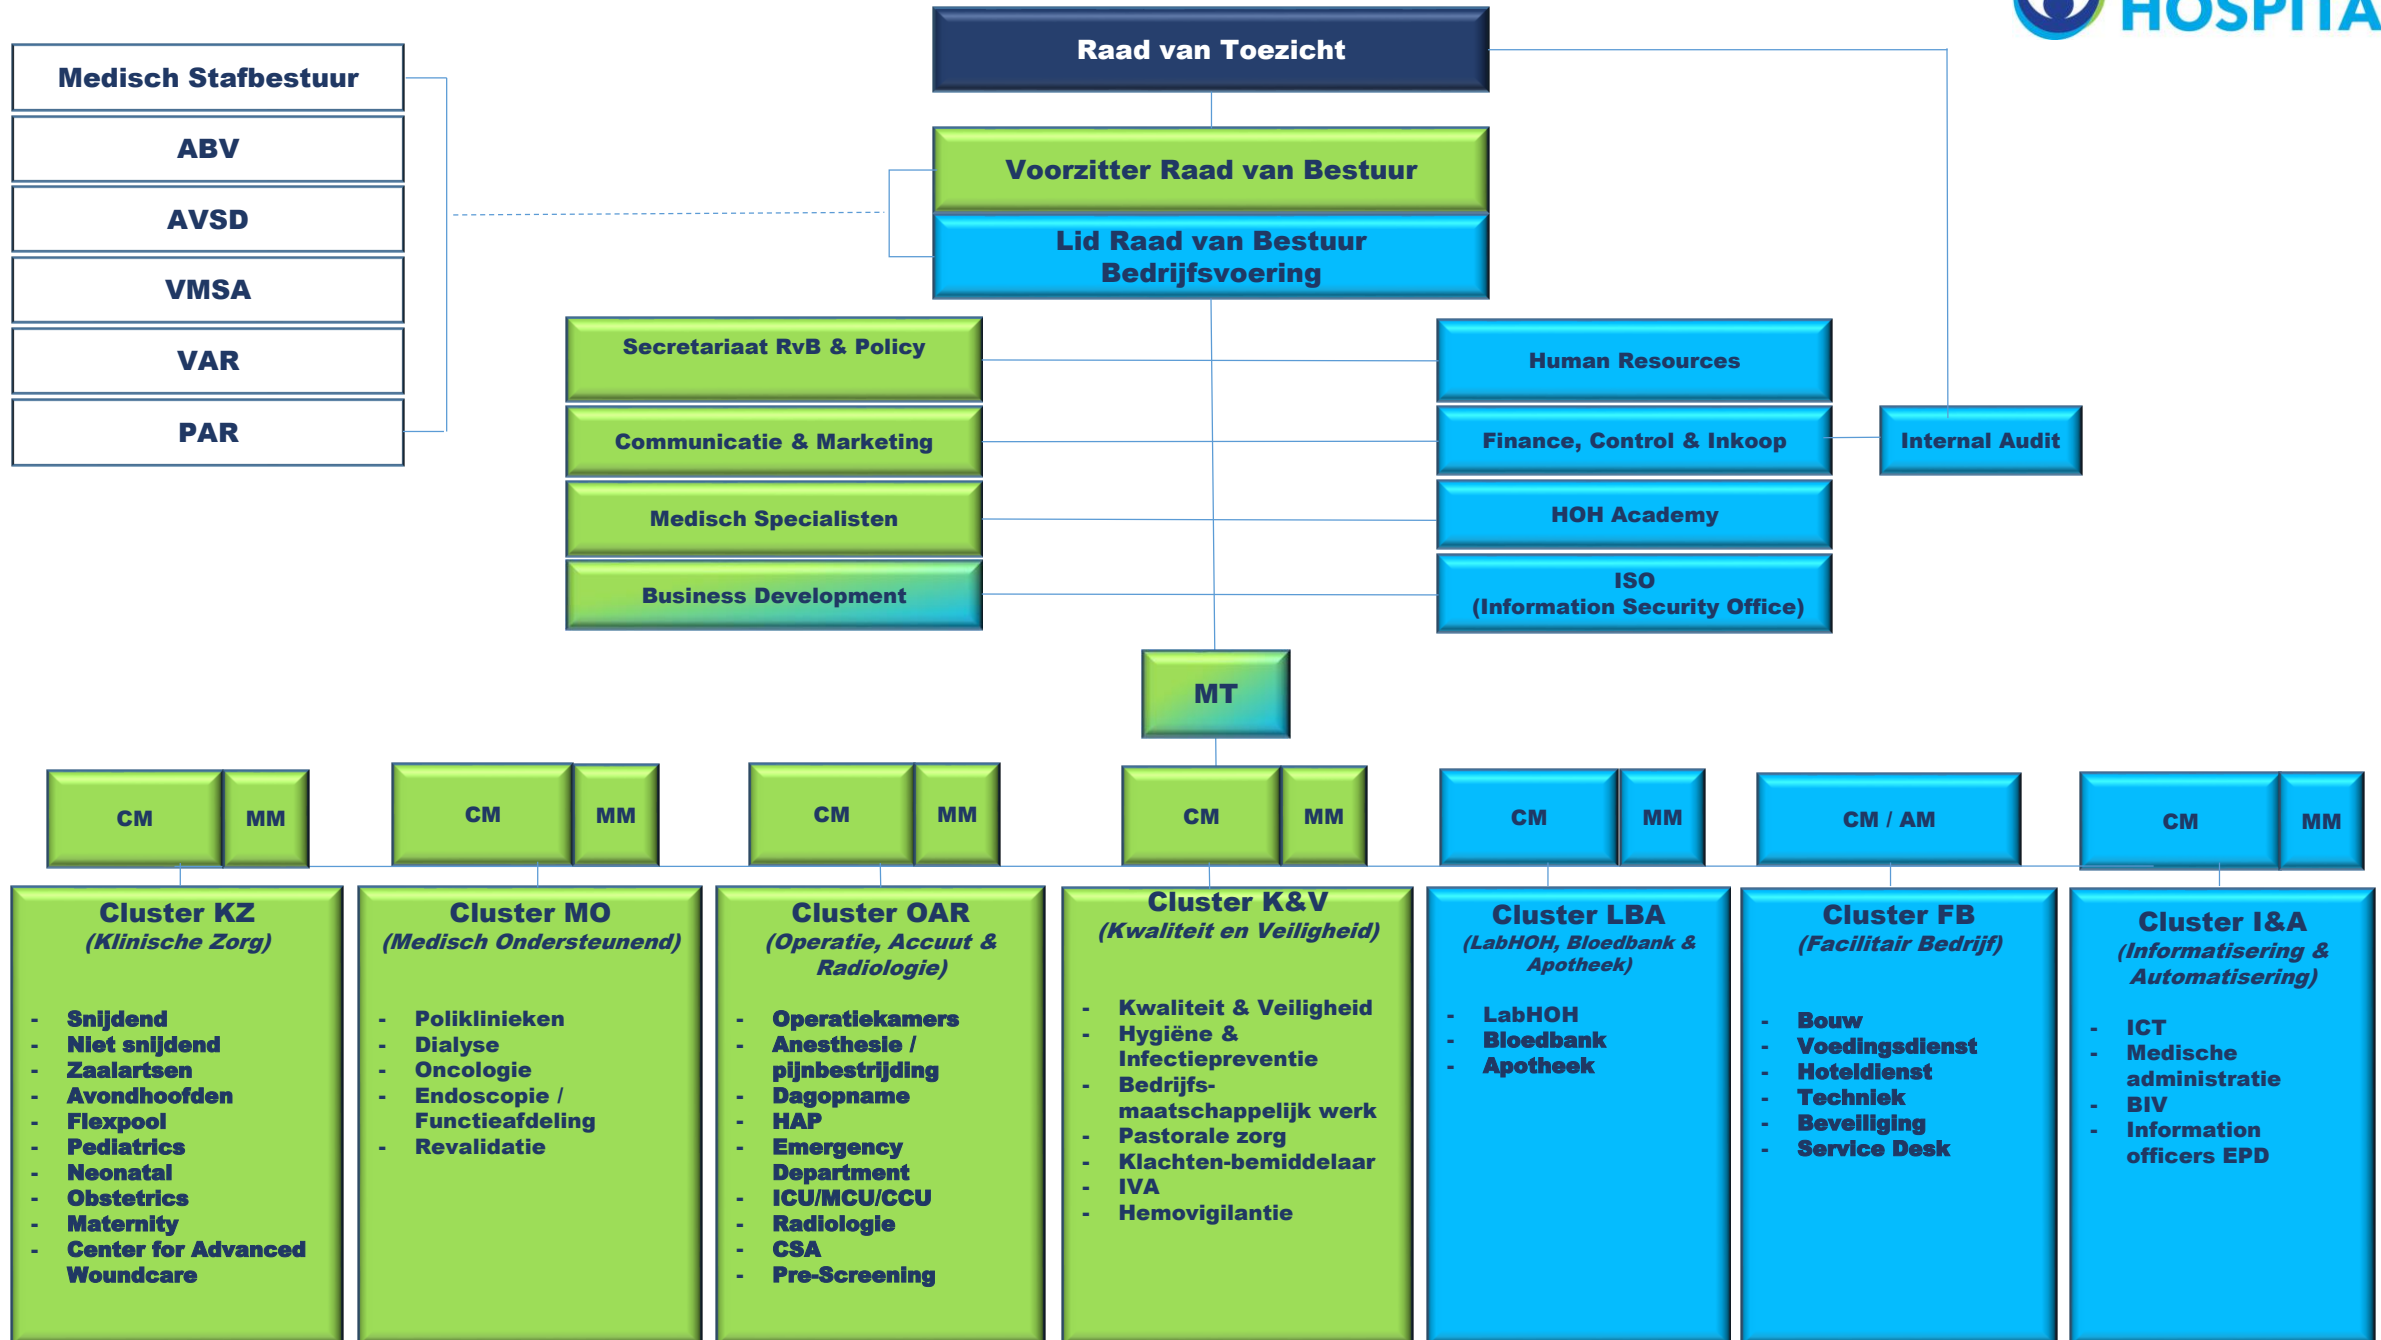 HOSPITA
Raad van Toezicht
Medisch Stafbestuur
ABV
AVSD
VMSA
VAR
PAR
Voorzitter Raad van Bestuur
Lid Raad van Bestuur
Bedrijfsvoering
Secretariaat RvB & Policy
Human Resources
Communicatie & Marketing
Finance, Control & Inkoop
Internal Audit
Medisch Specialisten
HOH Academy
Business Development
ISO
(Information Security Office)
MT
CM
MM
CM
MM
CM
MM
CM
MM
CM
MM
CM / AM
CM
MM
Cluster KZ
(Klinische Zorg)
- Snijdend
- Niet snijdend
- Zaalartsen
- Avondhoofden
- Flexpool
- Pediatrics
- Neonatal
- Obstetrics
- Maternity
- Center for Advanced
Woundcare
Cluster MO
(Medisch Ondersteunend)
- Poliklinieken
- Dialyse
- Oncologie
- Endoscopie /
Functieafdeling
- Revalidatie
Cluster OAR
(Operatie, Accuut &
Radiologie)
- Operatiekamers
- Anesthesie /
pijnbestrijding
- Dagopname
- HAP
- Emergency
Department
- ICU/MCU/CCU
- Radiologie
- CSA
- Pre-Screening
Cluster K&V
(Kwaliteit en Veiligheid)
- Kwaliteit & Veiligheid
- Hygiëne &
Infectiepreventie
- Bedrijfs-
maatschappelijk werk
- Pastorale zorg
- Klachten-bemiddelaar
- IVA
- Hemovigilantie
Cluster LBA
(LabHOH, Bloedbank &
Apotheek)
- LabHOH
- Bloedbank
- Apotheek
Cluster FB
(Facilitair Bedrijf)
- Bouw
- Voedingsdienst
- Hoteldienst
- Techniek
- Beveiliging
- Service Desk
Cluster I&A
(Informatisering &
Automatisering)
- ICT
- Medische
administratie
- BIV
- Information
officers EPD